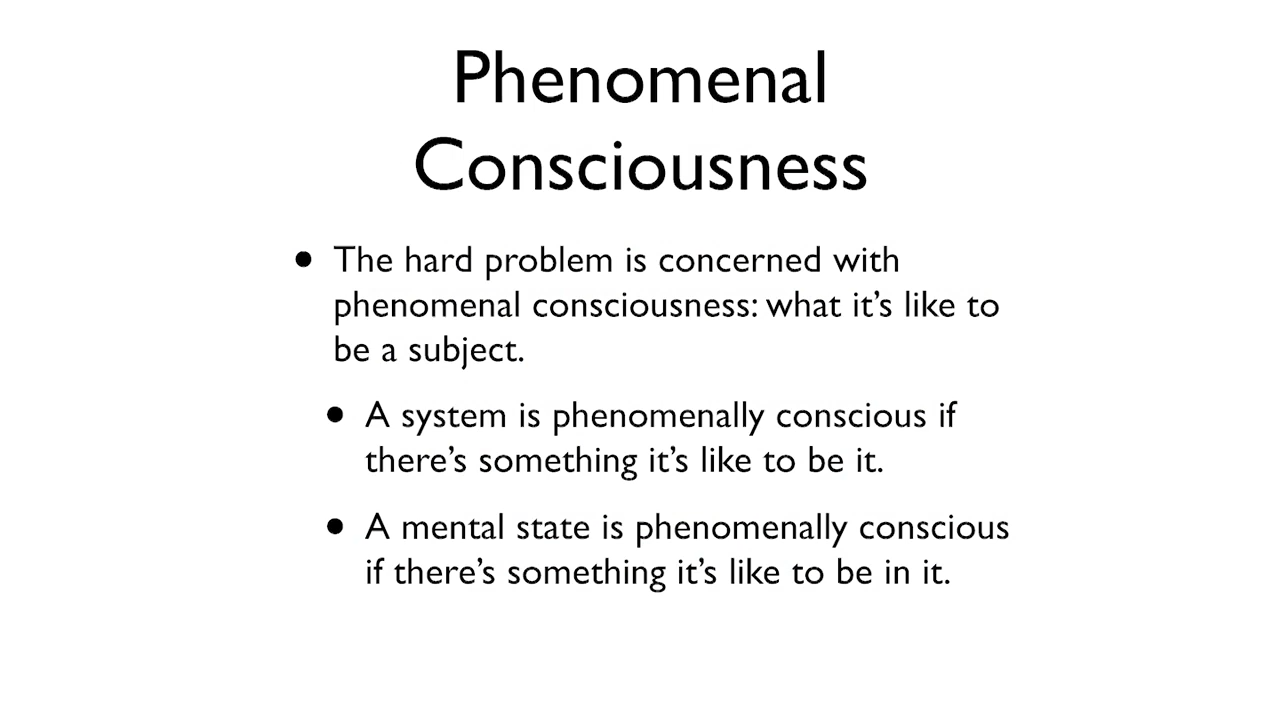 Phenomenal
Consciousness
• The hard problem is concerned with
phenomenal consciousness: what it’s like to
be a subject.
• A system is phenomenally conscious if
there’s something it’s like to be it.
• A mental state is phenomenally conscious
if there’s something it’s like to be in it.